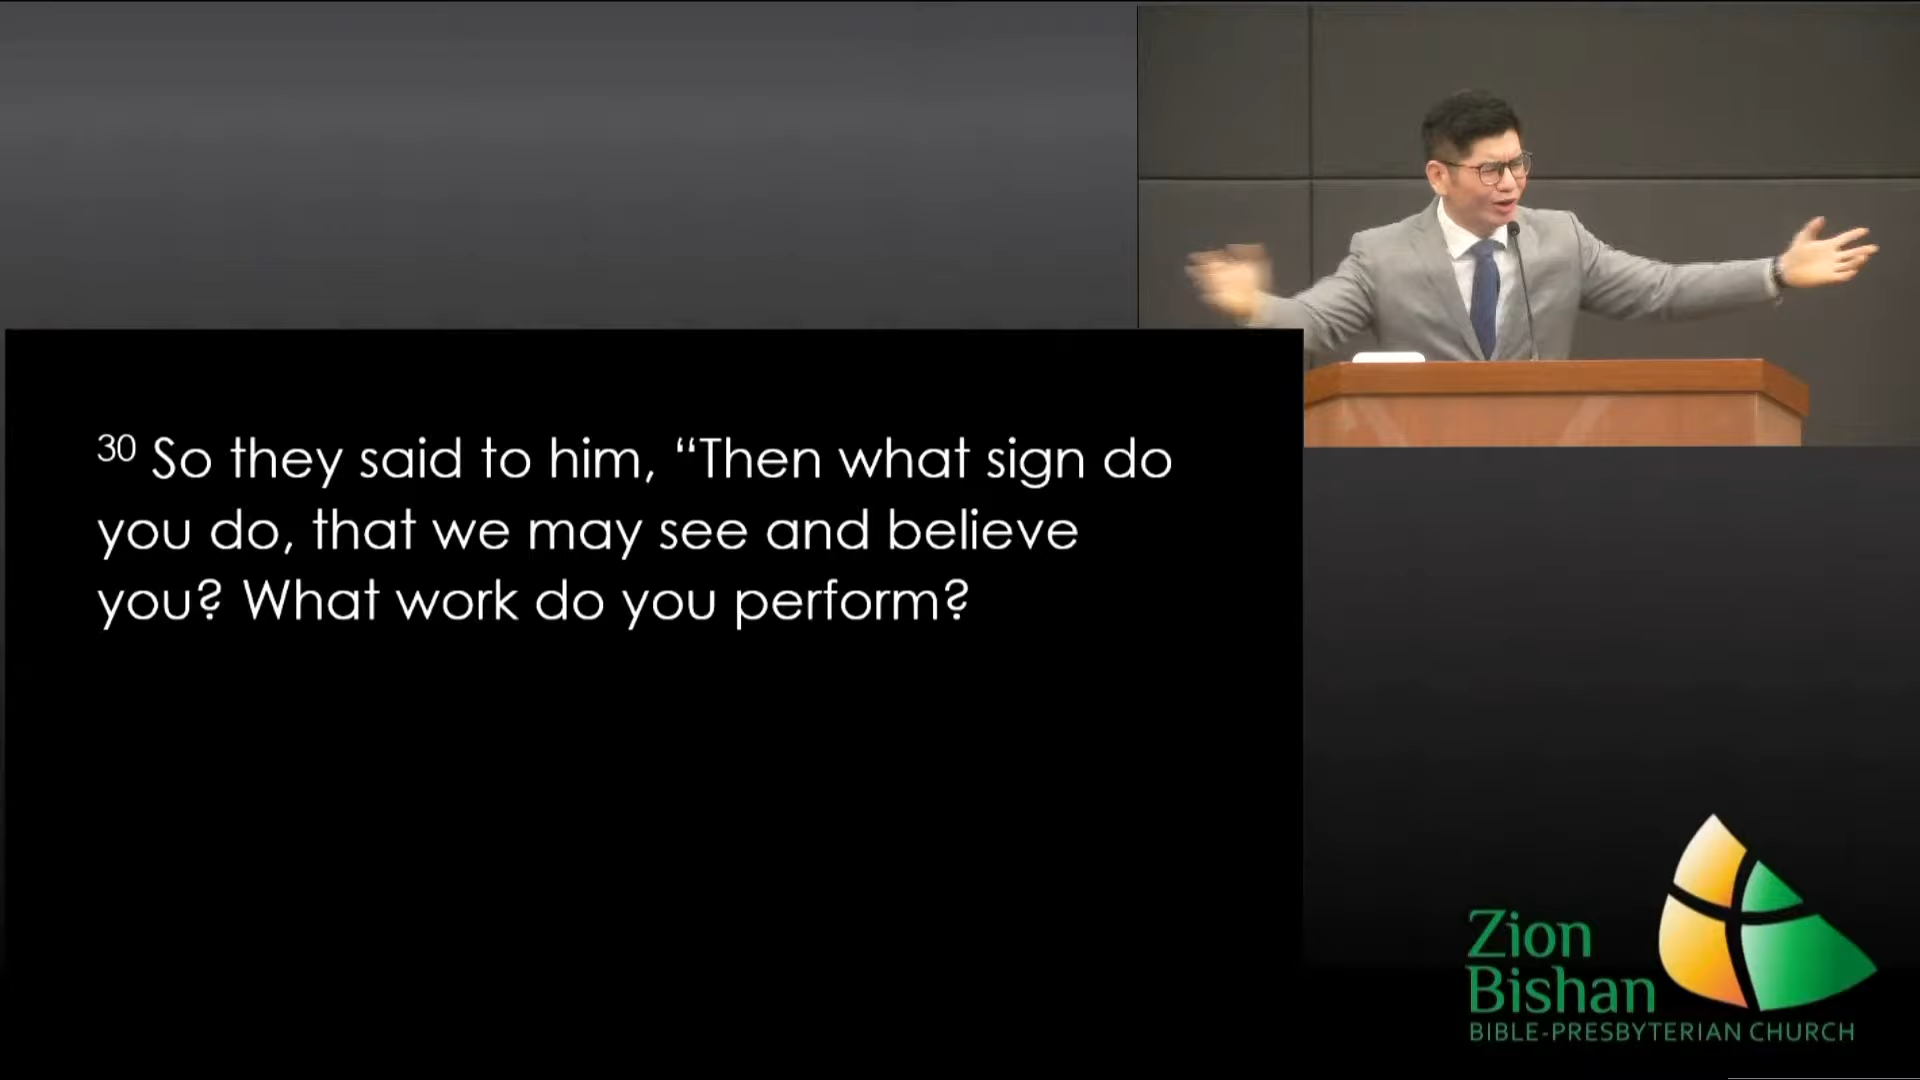 30 So they said to him, “Then what sign do
you do, that we may see and believe
you? What work do you perform?
Zion
Bishan
BIBLE-PRESBYTERIAN CHURCH